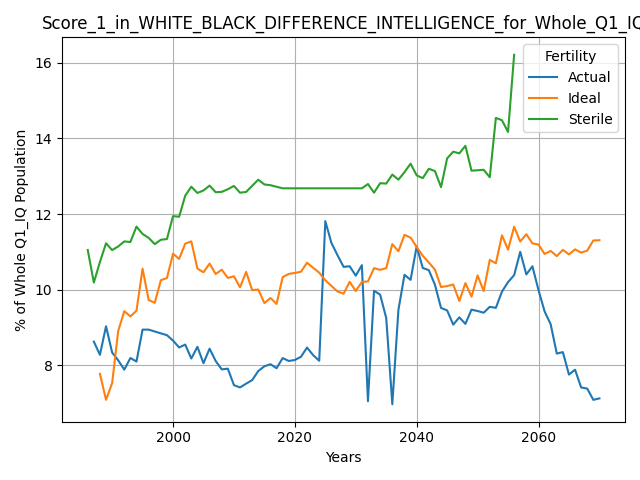 Score_1_in_WHITE_BLACK_DIFFERENCE_INTELLIGENCE_for_Whole_Q1_IQ
Fertility
Actual
Ideal
Sterile
% of Whole Q1_IQ Population
16
14
12
10
8
2000 2020 2040 2060
Years